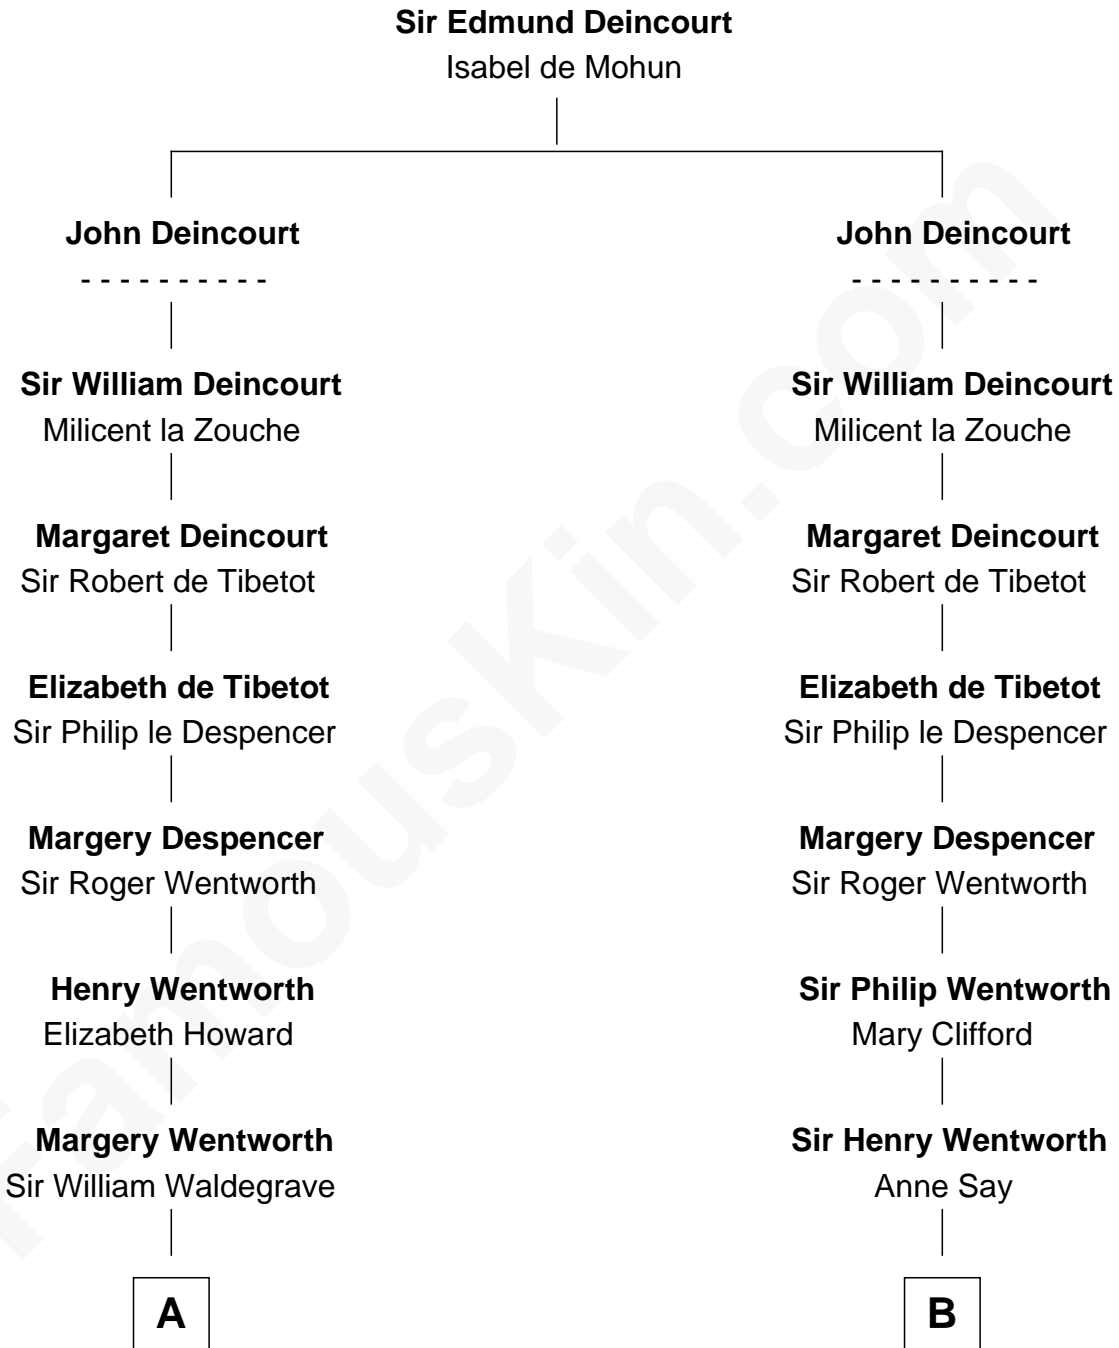 Sir Edmund Deincourt
Isabel de Mohun
John Deincourt John Deincourt
- - - - - - - - - - - - - - - - - - - -
Sir William Deincourt Sir William Deincourt
Milicent la Zouche Milicent la Zouche
Margaret Deincourt Margaret Deincourt
Sir Robert de Tibetot Sir Robert de Tibetot
Elizabeth de Tibetot Elizabeth de Tibetot
Sir Philip le Despencer Sir Philip le Despencer
Margery Despencer Margery Despencer
Sir Roger Wentworth Sir Roger Wentworth
Henry Wentworth Sir Philip Wentworth
Elizabeth Howard Mary Clifford
Margery Wentworth Sir Henry Wentworth
Sir William Waldegrave Anne Say
A B
FamousKin.com